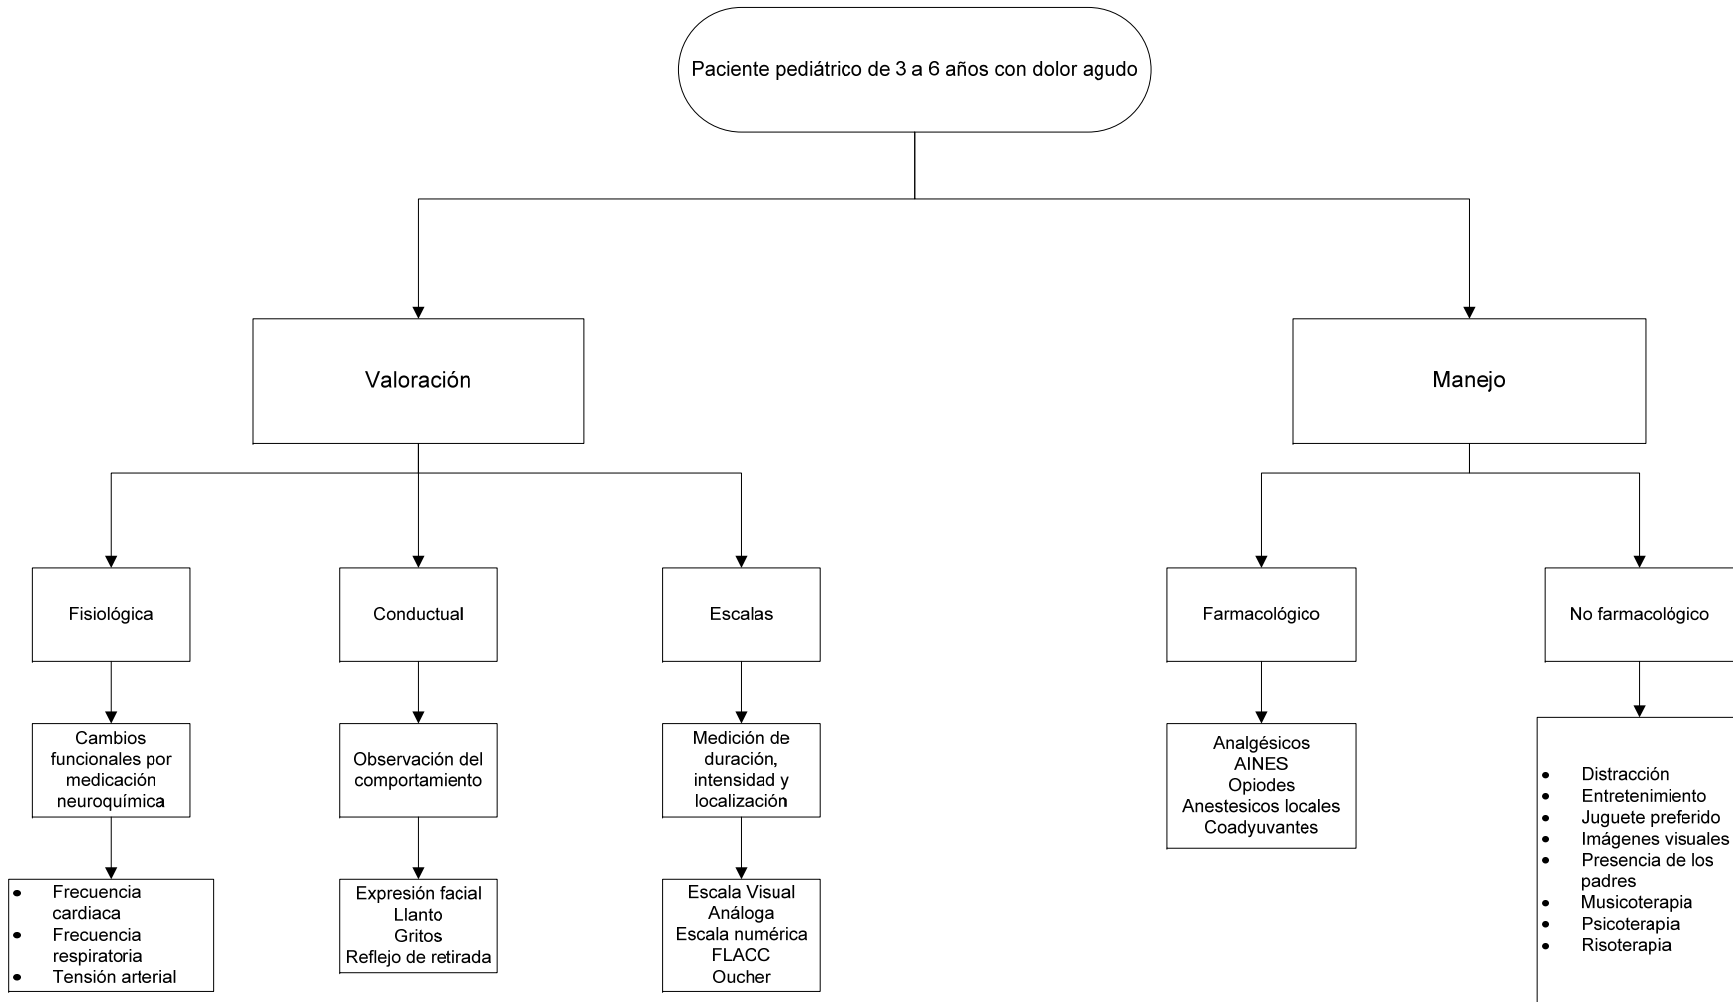 Paciente pediátrico de 3 a 6 años con dolor agudo
Valoración
Manejo
Fisiológica
Conductual
Escalas
Farmacológico
No farmacológico
Cambios
funcionales por
medicación
neuroquímica
Observación del
comportamiento
Medición de
duración,
intensidad y
localización
Analgésicos
AINES
Opiodes
Anestesicos locales
Coadyuvantes
• Distracción
• Entretenimiento
• Juguete preferido
• Imágenes visuales
• Presencia de los
padres
• Musicoterapia
• Psicoterapia
• Risoterapia
• Frecuencia
cardiaca
• Frecuencia
respiratoria
• Tensión arterial
Expresión facial
Llanto
Gritos
Reflejo de retirada
Escala Visual
Análoga
Escala numérica
FLACC
Oucher